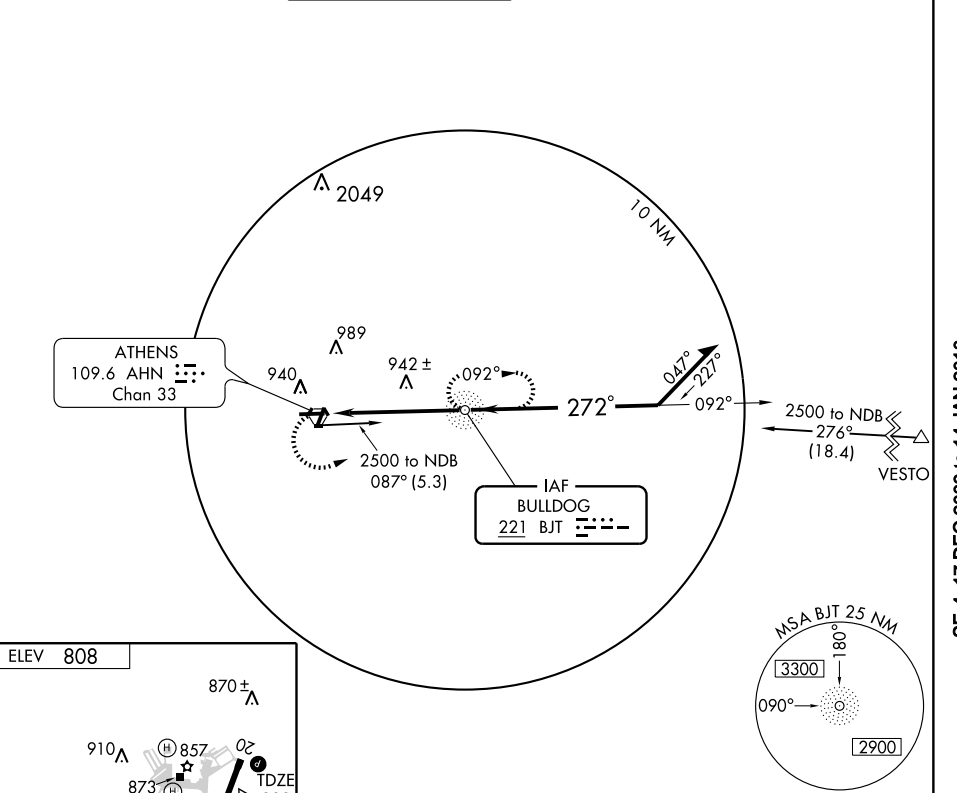 2049
10 NM
989
ATHENS
109.6 AHN
Chan 33
940
942 ±
092°
047°
227°
272°
092°
2500 to NDB
276°
(18.4)
VESTO
2500 to NDB
087° (5.3)
IAF
BULLDOG
221 BJT
MSA BJT 25 NM
180°
3300
090°
2900
ELEV 808
870 ±
910
H
857
20
P
TDZE
873
H